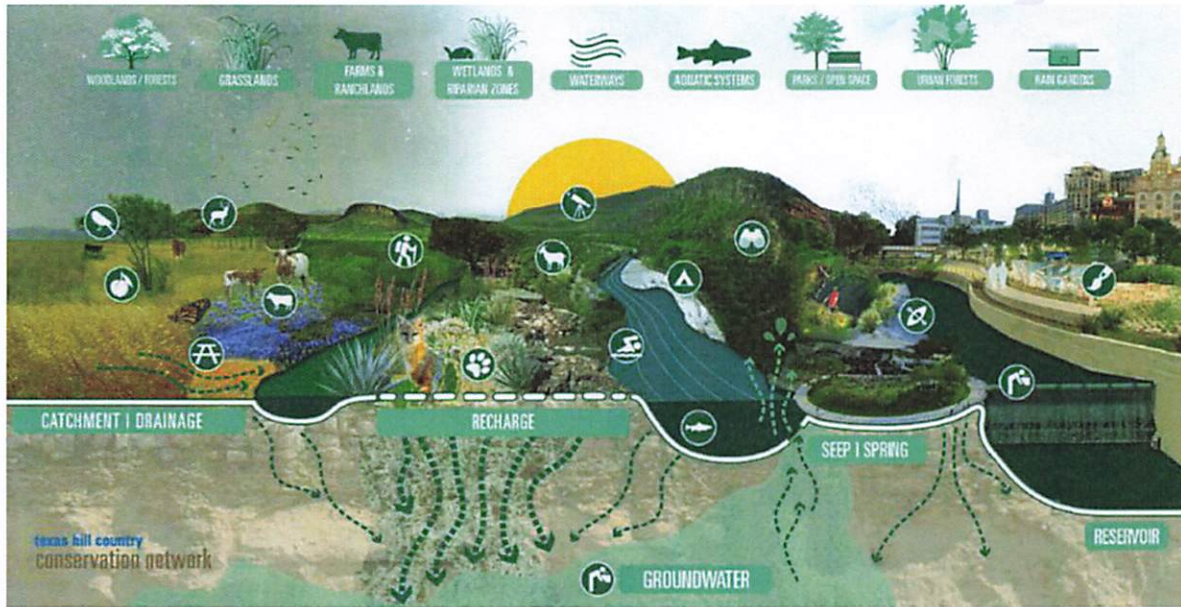 WOODLANDS / FORESTS
GRASSLANDS
FARMS &
RANCHLANDS
WETLANDS &
RIPARIAN ZONES
WATERWAYS
AQUATIC SYSTEMS
PARKS / OPEN SPACE
URBAN FORESTS
RAIN GARDENS
CATCHMENT | DRAINAGE
RECHARGE
SEEP | SPRING
RESERVOIR
texas hill country
conservation network
GROUNDWATER